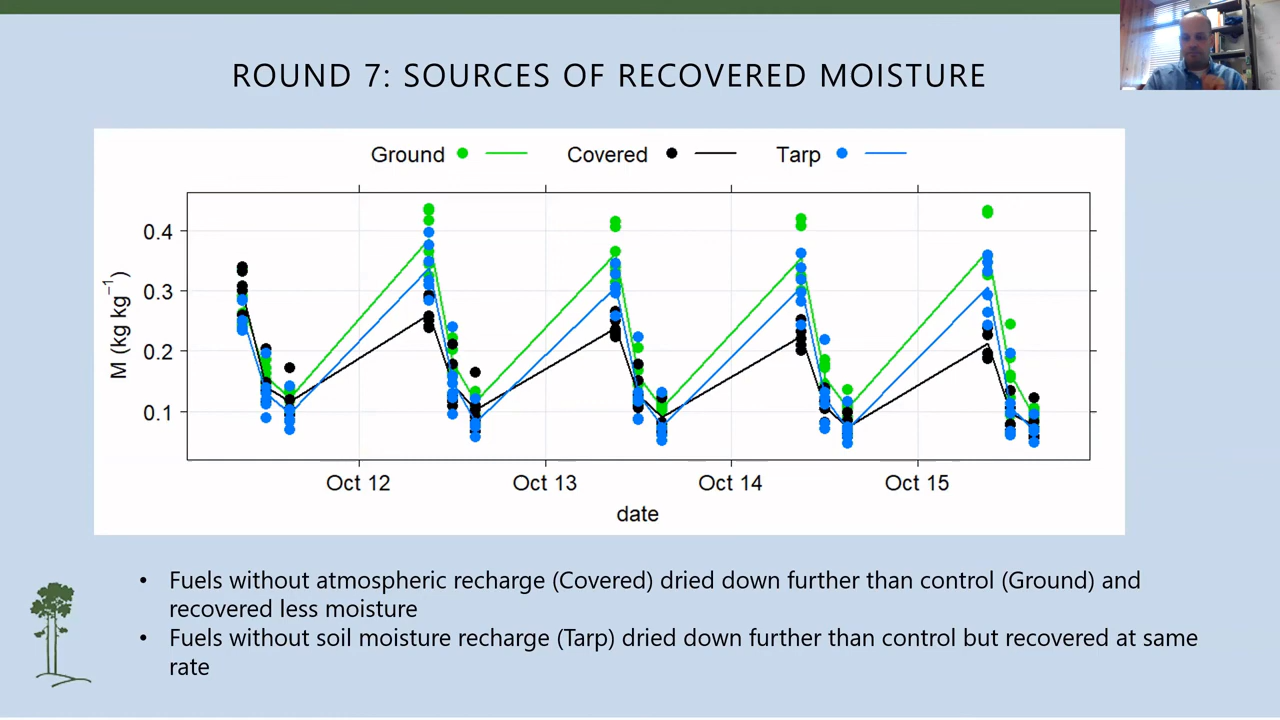 ROUND 7: SOURCES OF RECOVERED MOISTURE
Ground Covered Tarp
0.4
0.3
0.2
0.1
M (kg kg⁻¹)
Oct 12 Oct 13 Oct 14 Oct 15
date
• Fuels without atmospheric recharge (Covered) dried down further than control (Ground) and
recovered less moisture
• Fuels without soil moisture recharge (Tarp) dried down further than control but recovered at same
rate